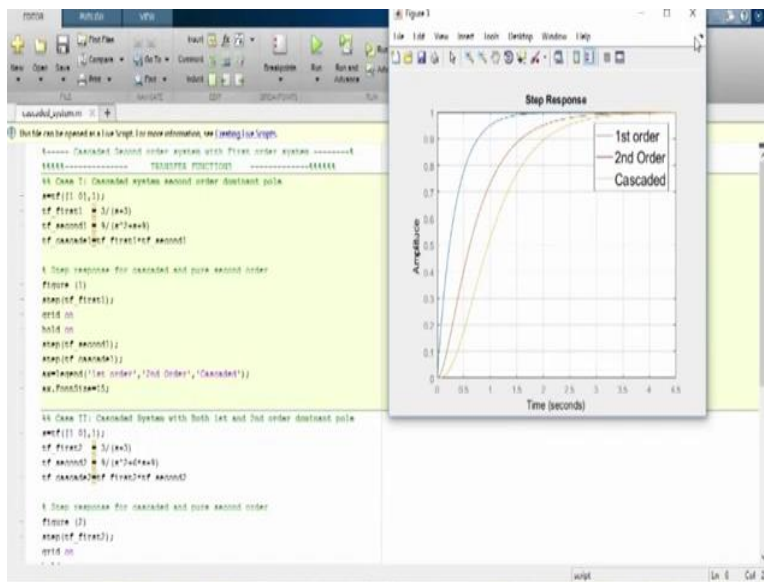 VIEW
Find Files
Insert
fx
New
Open
Save
Compare
Go To
Comment
Breakpoints
Run
Run and
Advance
Print
Find
Indent
FILE
NAVIGATE
EDIT
BREAKPOINTS
RUN
cascaded_system.m
+
This file can be opened as a Live Script. For more information, see Creating Live Scripts.
%----- Cascaded Second order system with First order system --------%
%%%%%-------------- TRANSFER FUNCTIONS --------------%%%%%%
%% Case I: Cascaded system second order dominant pole
s=tf([1 0],1);
tf_first1 = 3/(s+3)
tf_second1 = 9/(s^2+s+9)
tf_cascade1=tf_first1*tf_second1
% Step response for cascaded and pure second order
figure (1)
step(tf_first1);
grid on
hold on
step(tf_second1);
step(tf_cascade1);
ax=legend('1st order','2nd Order','Cascaded');
ax.FontSize=15;
%% Case II: Cascaded System with Both 1st and 2nd order dominant pole
s=tf([1 0],1);
tf_first2 = 3/(s+3)
tf_second2 = 9/(s^2+6*s+9)
tf_cascade2=tf_first2*tf_second2
% Step response for cascaded and pure second order
figure (2)
step(tf_first2);
grid on
Figure 3
File Edit View Insert Tools Desktop Window Help
Step Response
1st order
2nd Order
Cascaded
Amplitude
1
0.9
0.8
0.7
0.6
0.5
0.4
0.3
0.2
0.1
0
0 0.5 1 1.5 2 2.5 3 3.5 4 4.5
Time (seconds)
script
Ln
Col